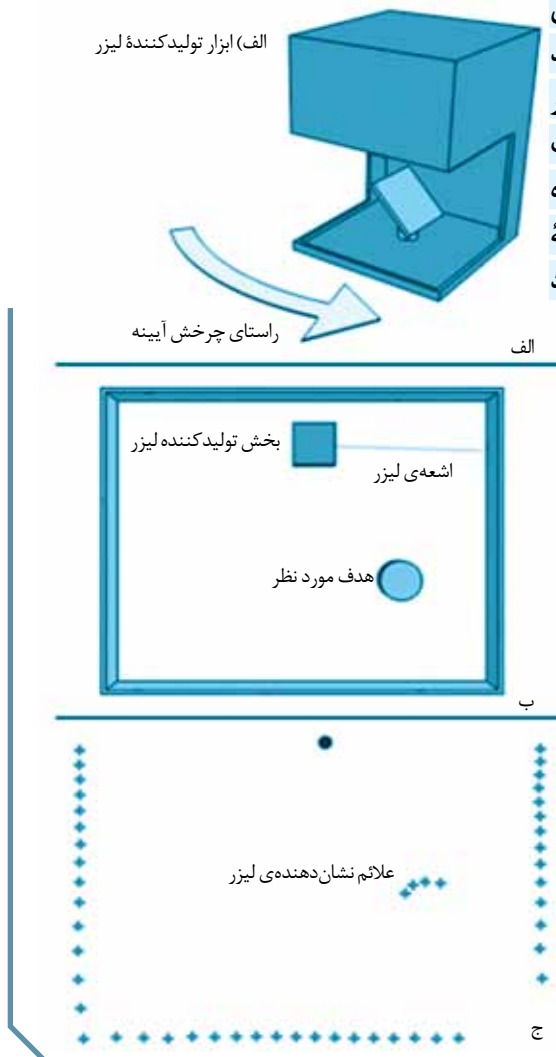 الف) ابزار تولیدکنندهٔ لیزر
راستای چرخش آیینه
الف
بخش تولیدکننده لیزر
اشعه‌ی لیزر
هدف مورد نظر
ب
علائم نشان‌دهنده‌ی لیزر
ج